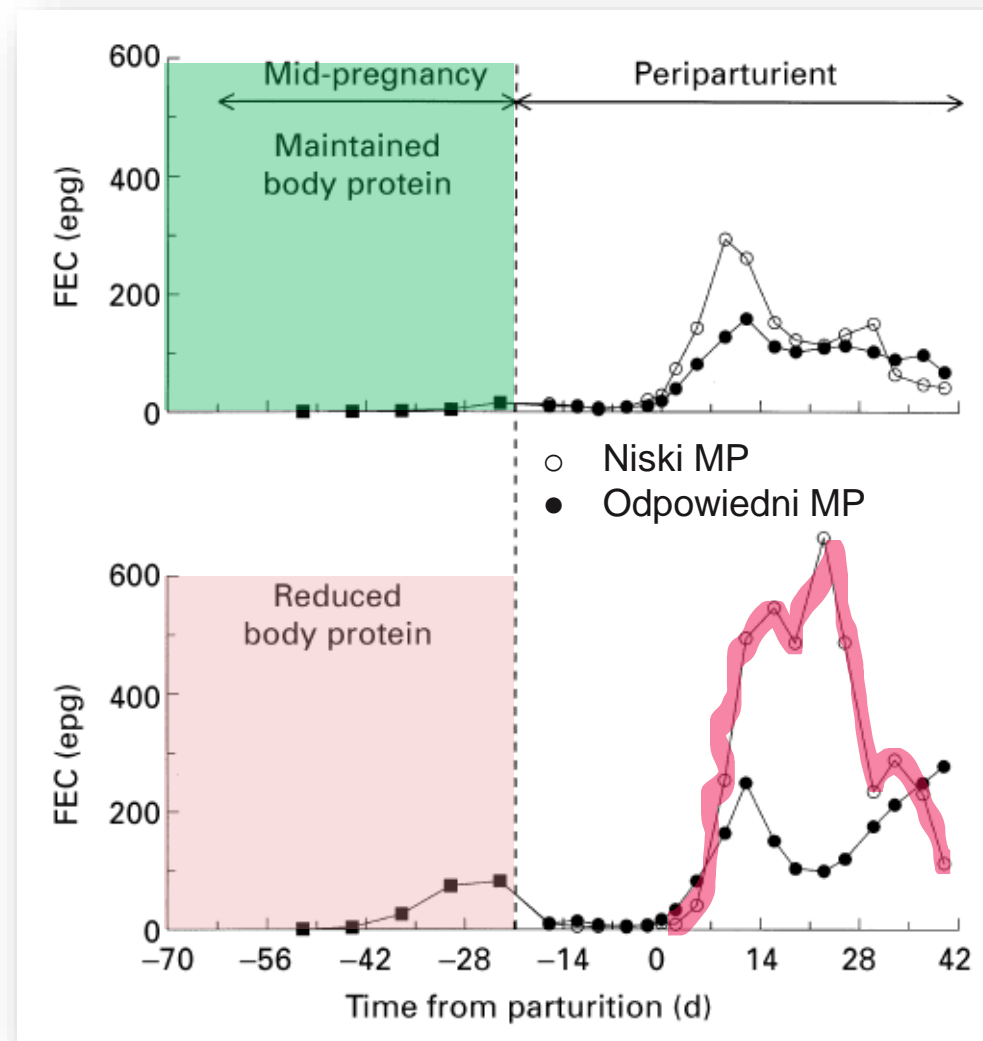 600
Mid-pregnancy
Periparturient
Maintained
body protein
400
FEC (epg)
200
0
Niski MP
Odpowiedni MP
600
Reduced
body protein
400
FEC (epg)
200
0
−70 −56 −42 −28 −14 0 14 28 42
Time from parturition (d)